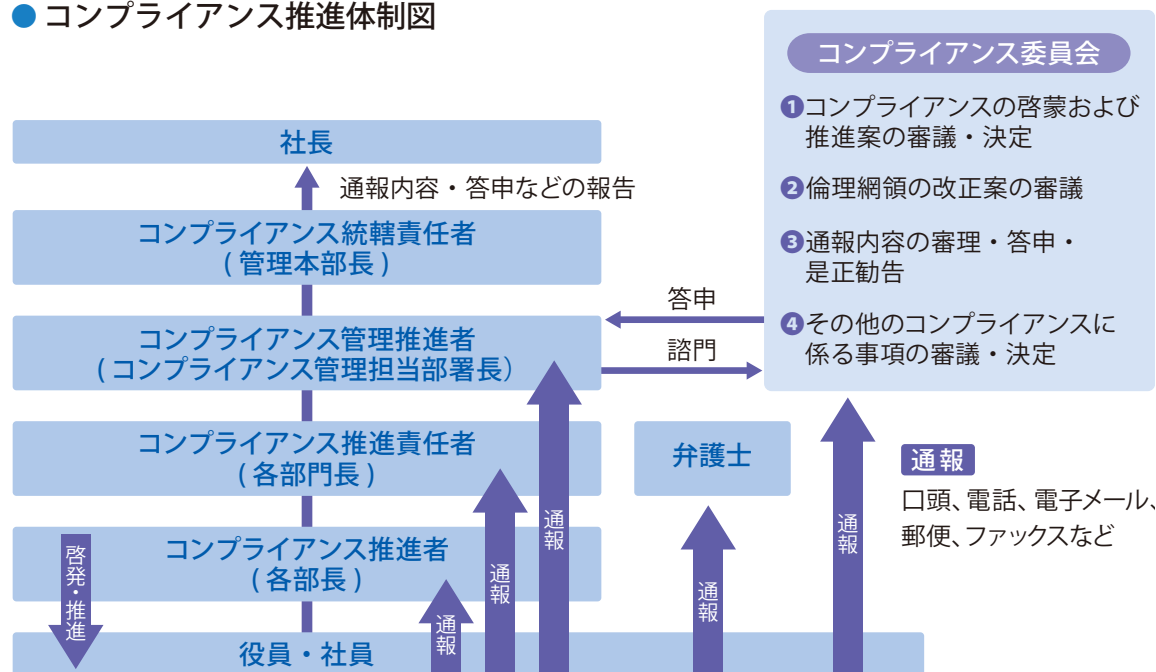 ● コンプライアンス推進体制図
コンプライアンス委員会
❶コンプライアンスの啓蒙および
推進案の審議・決定
❷倫理網領の改正案の審議
❸通報内容の審理・答申・
是正勧告
❹その他のコンプライアンスに
係る事項の審議・決定
社長
通報内容・答申などの報告
コンプライアンス統轄責任者
(管理本部長)
答申
コンプライアンス管理推進者
(コンプライアンス管理担当部署長)
諮門
コンプライアンス推進責任者
(各部門長)
弁護士
通報
口頭、電話、電子メール、
郵便、ファックスなど
コンプライアンス推進者
(各部長)
啓発・推進
通報
通報
通報
通報
通報
役員・社員